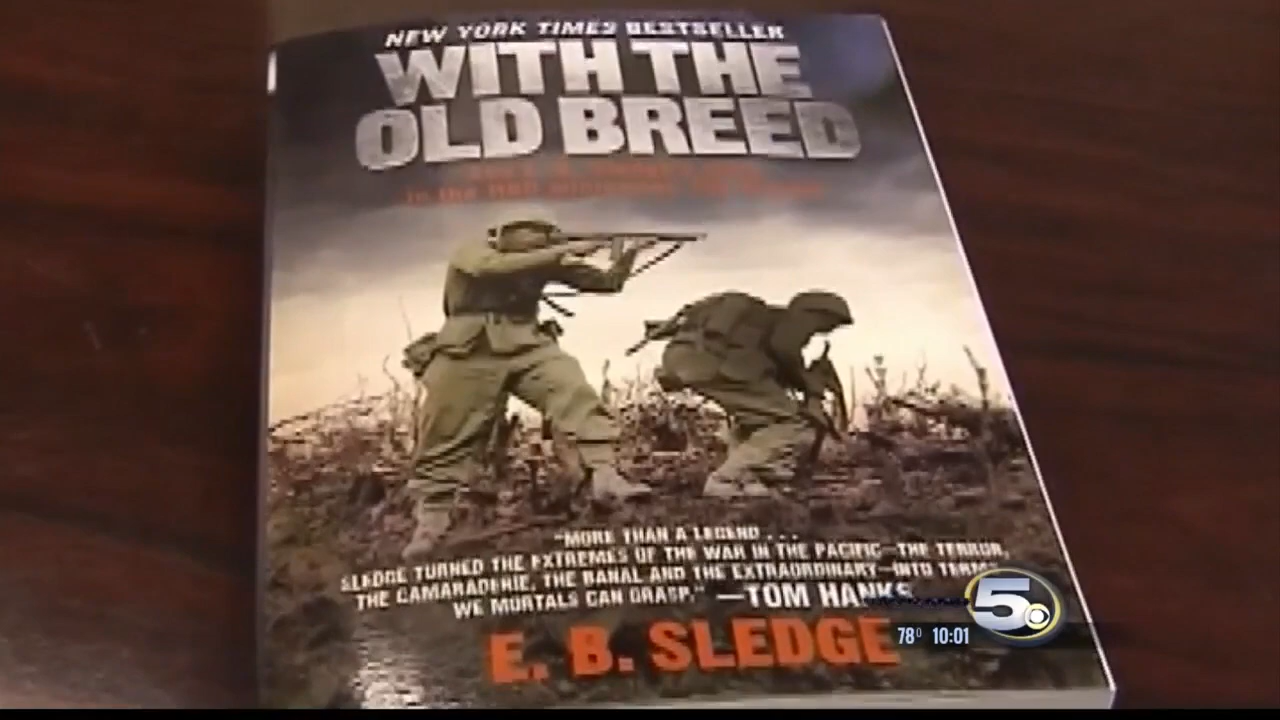 NEW YORK TIMES BESTSELLER
WITH THE
OLD BREED
"MORE THAN A LEGEND . . .
SLEDGE TURNED THE EXTREMES OF THE WAR IN THE PACIFIC—THE TERROR,
THE CAMARADERIE, THE BANAL AND THE EXTRAORDINARY—INTO TERMS
WE MORTALS CAN GRASP." —TOM HANKS
E. B. SLEDGE
5
78° 10:01